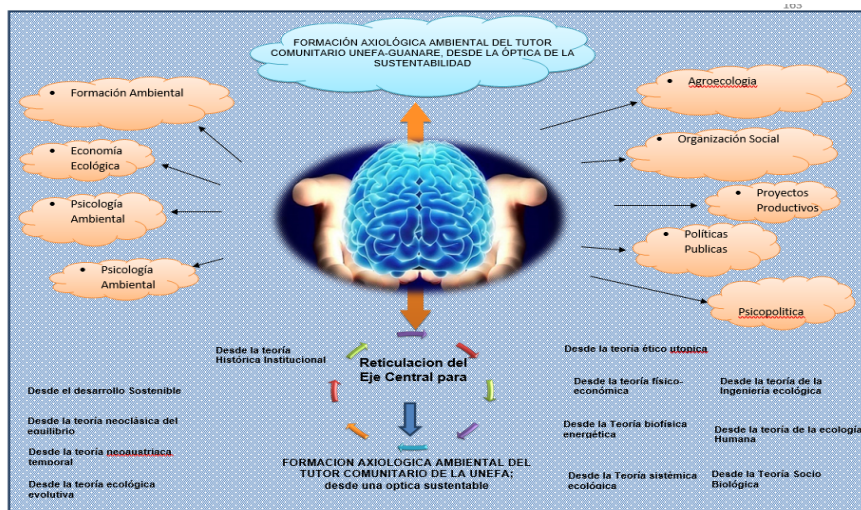 163
FORMACIÓN AXIOLÓGICA AMBIENTAL DEL TUTOR
COMUNITARIO UNEFA-GUANARE, DESDE LA ÓPTICA DE LA
SUSTENTABILIDAD
• Formación Ambiental
• Economía
Ecológica
• Psicología
Ambiental
• Psicología
Ambiental
• Agroecologia
• Organización Social
• Proyectos
Productivos
• Políticas
Publicas
Psicopolitica
Desde la teoría
Histórica Institucional
Reticulacion del
Eje Central para
FORMACION AXIOLOGICA AMBIENTAL DEL
TUTOR COMUNITARIO DE LA UNEFA;
desde una optica sustentable
Desde el desarrollo Sostenible
Desde la teoría neoclásica del
equilibrio
Desde la teoría neoaustriaca
temporal
Desde la teoría ecológica
evolutiva
Desde la teoría ético utopica
Desde la teoría físico-
económica
Desde la teoría de la
Ingeniería ecológica
Desde la Teoría biofísica
energética
Desde la teoría de la ecología
Humana
Desde la Teoría sistémica
ecológica
Desde la Teoría Socio
Biológica